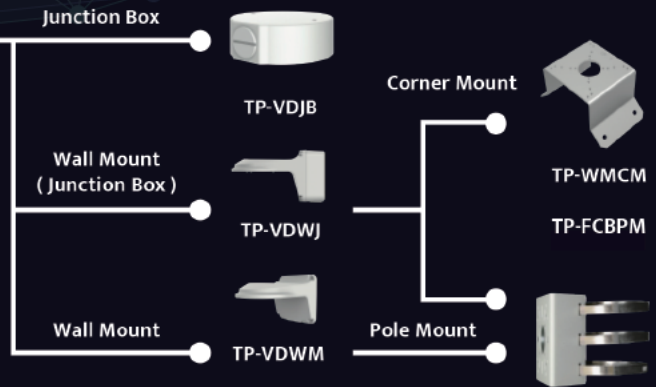 Junction Box
TP-VDJB
Corner Mount
Wall Mount
( Junction Box )
TP-WMCM
TP-VDWJ
TP-FCBPM
Wall Mount
TP-VDWM
Pole Mount